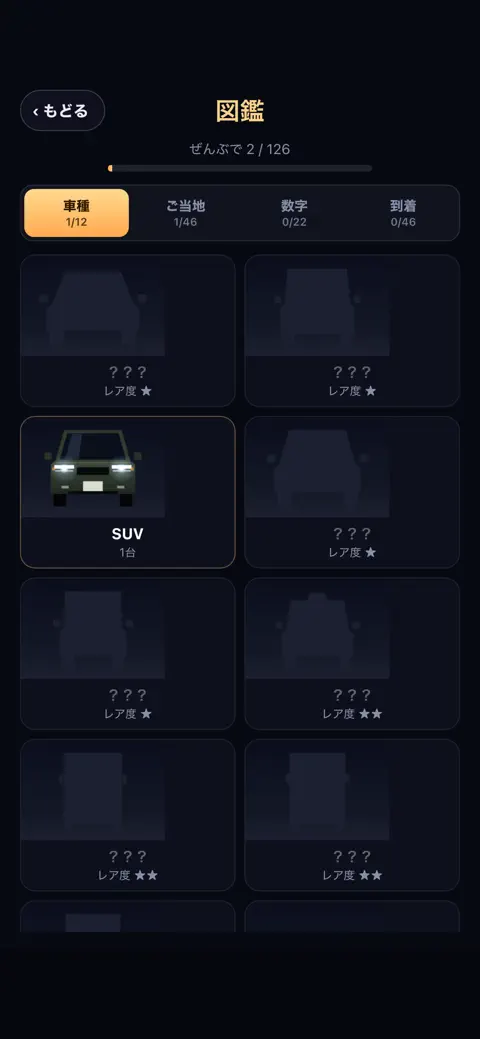 ‹ もどる
図鑑
ぜんぶで 2 / 126
車種
1/12
ご当地
1/46
数字
0/22
到着
0/46
？？？
レア度 ★
？？？
レア度 ★
SUV
1台
？？？
レア度 ★
？？？
レア度 ★
？？？
レア度 ★★
？？？
レア度 ★★
？？？
レア度 ★★